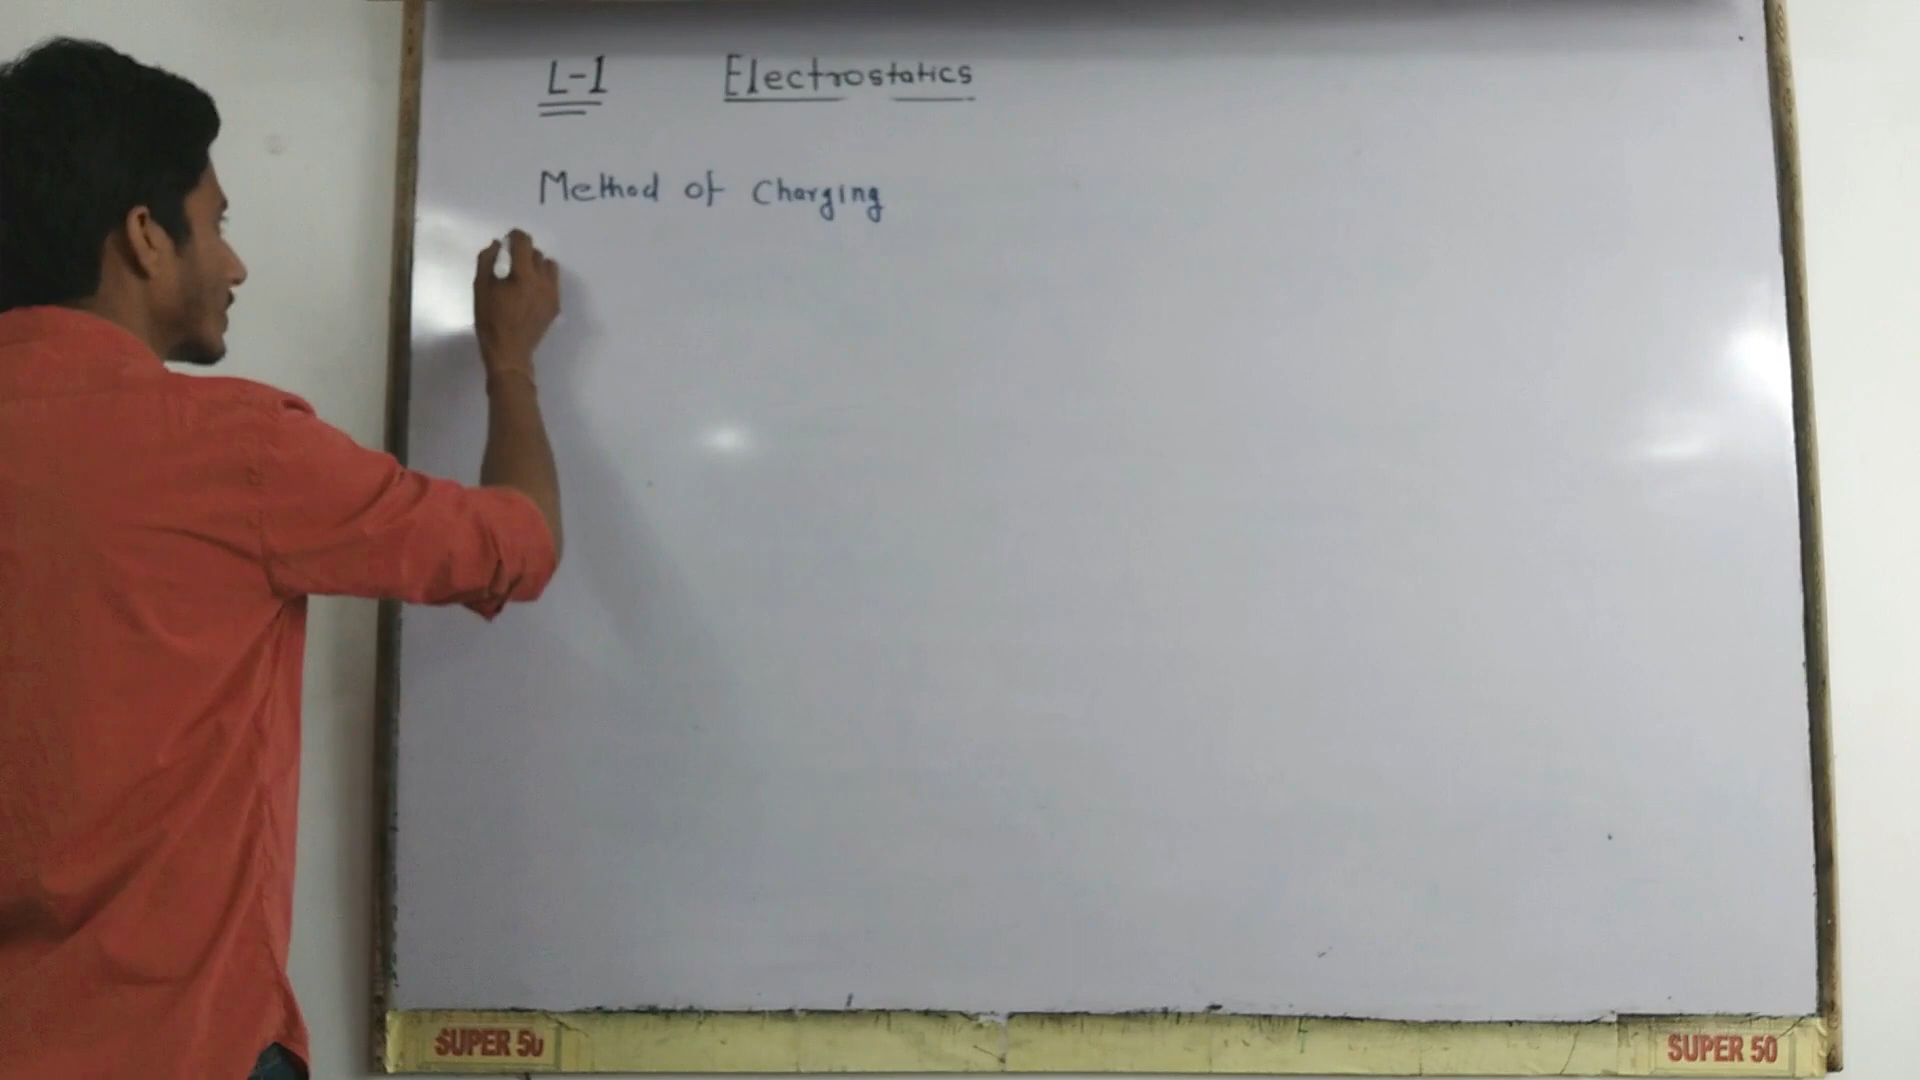 L-1 Electrostatics
Method of Charging
SUPER 50 SUPER 50